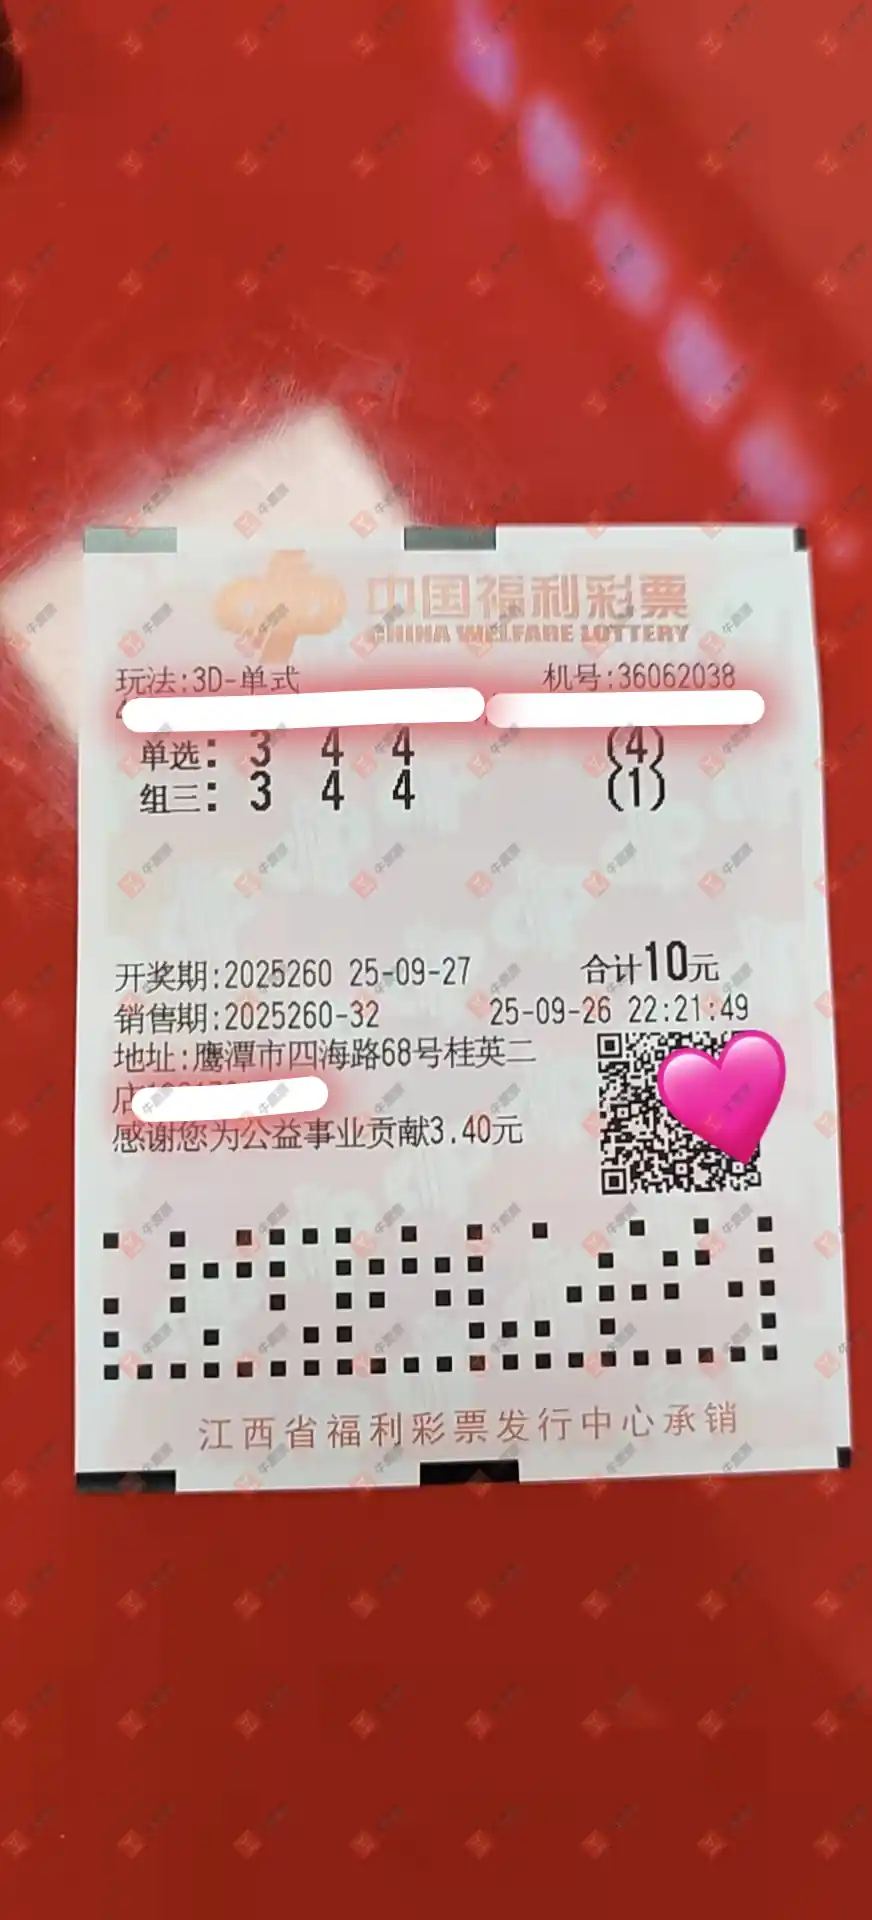 中国福利彩票
CHINA WELFARE LOTTERY
玩法:3D-单式 机号:36062038
单选: 3 4 4 (4)
组三: 3 4 4 (1)
开奖期:2025260 25-09-27 合计10元
销售期:2025260-32 25-09-26 22:21:49
地址:鹰潭市四海路68号桂英二
店
感谢您为公益事业贡献3.40元
江西省福利彩票发行中心承销